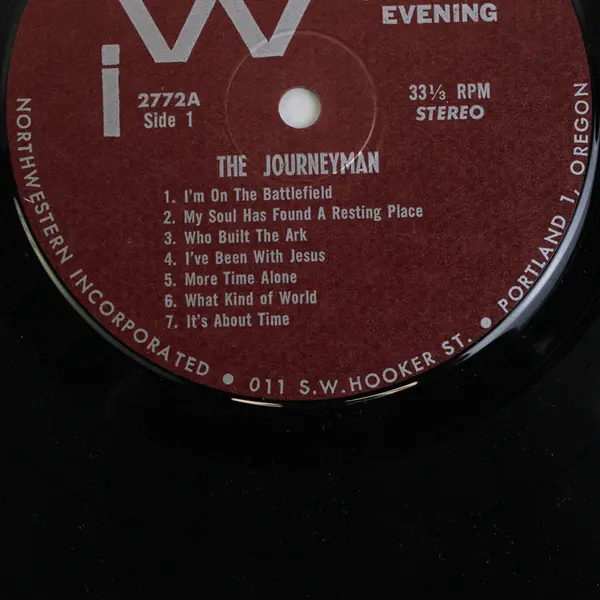 EVENING
iW
2772A
Side 1
33⅓ RPM
STEREO
THE JOURNEYMAN
1. I'm On The Battlefield
2. My Soul Has Found A Resting Place
3. Who Built The Ark
4. I've Been With Jesus
5. More Time Alone
6. What Kind of World
7. It's About Time
NORTHWESTERN INCORPORATED • 011 S.W. HOOKER ST. • PORTLAND 1, OREGON